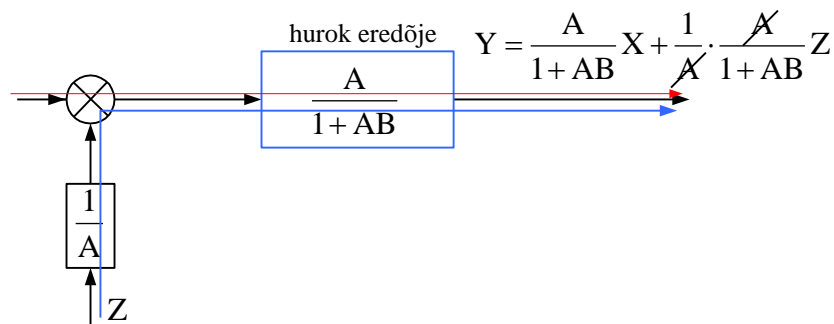 hurok eredõje
Y = A/(1 + AB) X + 1/A · A/(1 + AB) Z
A/(1 + AB)
1/A
Z